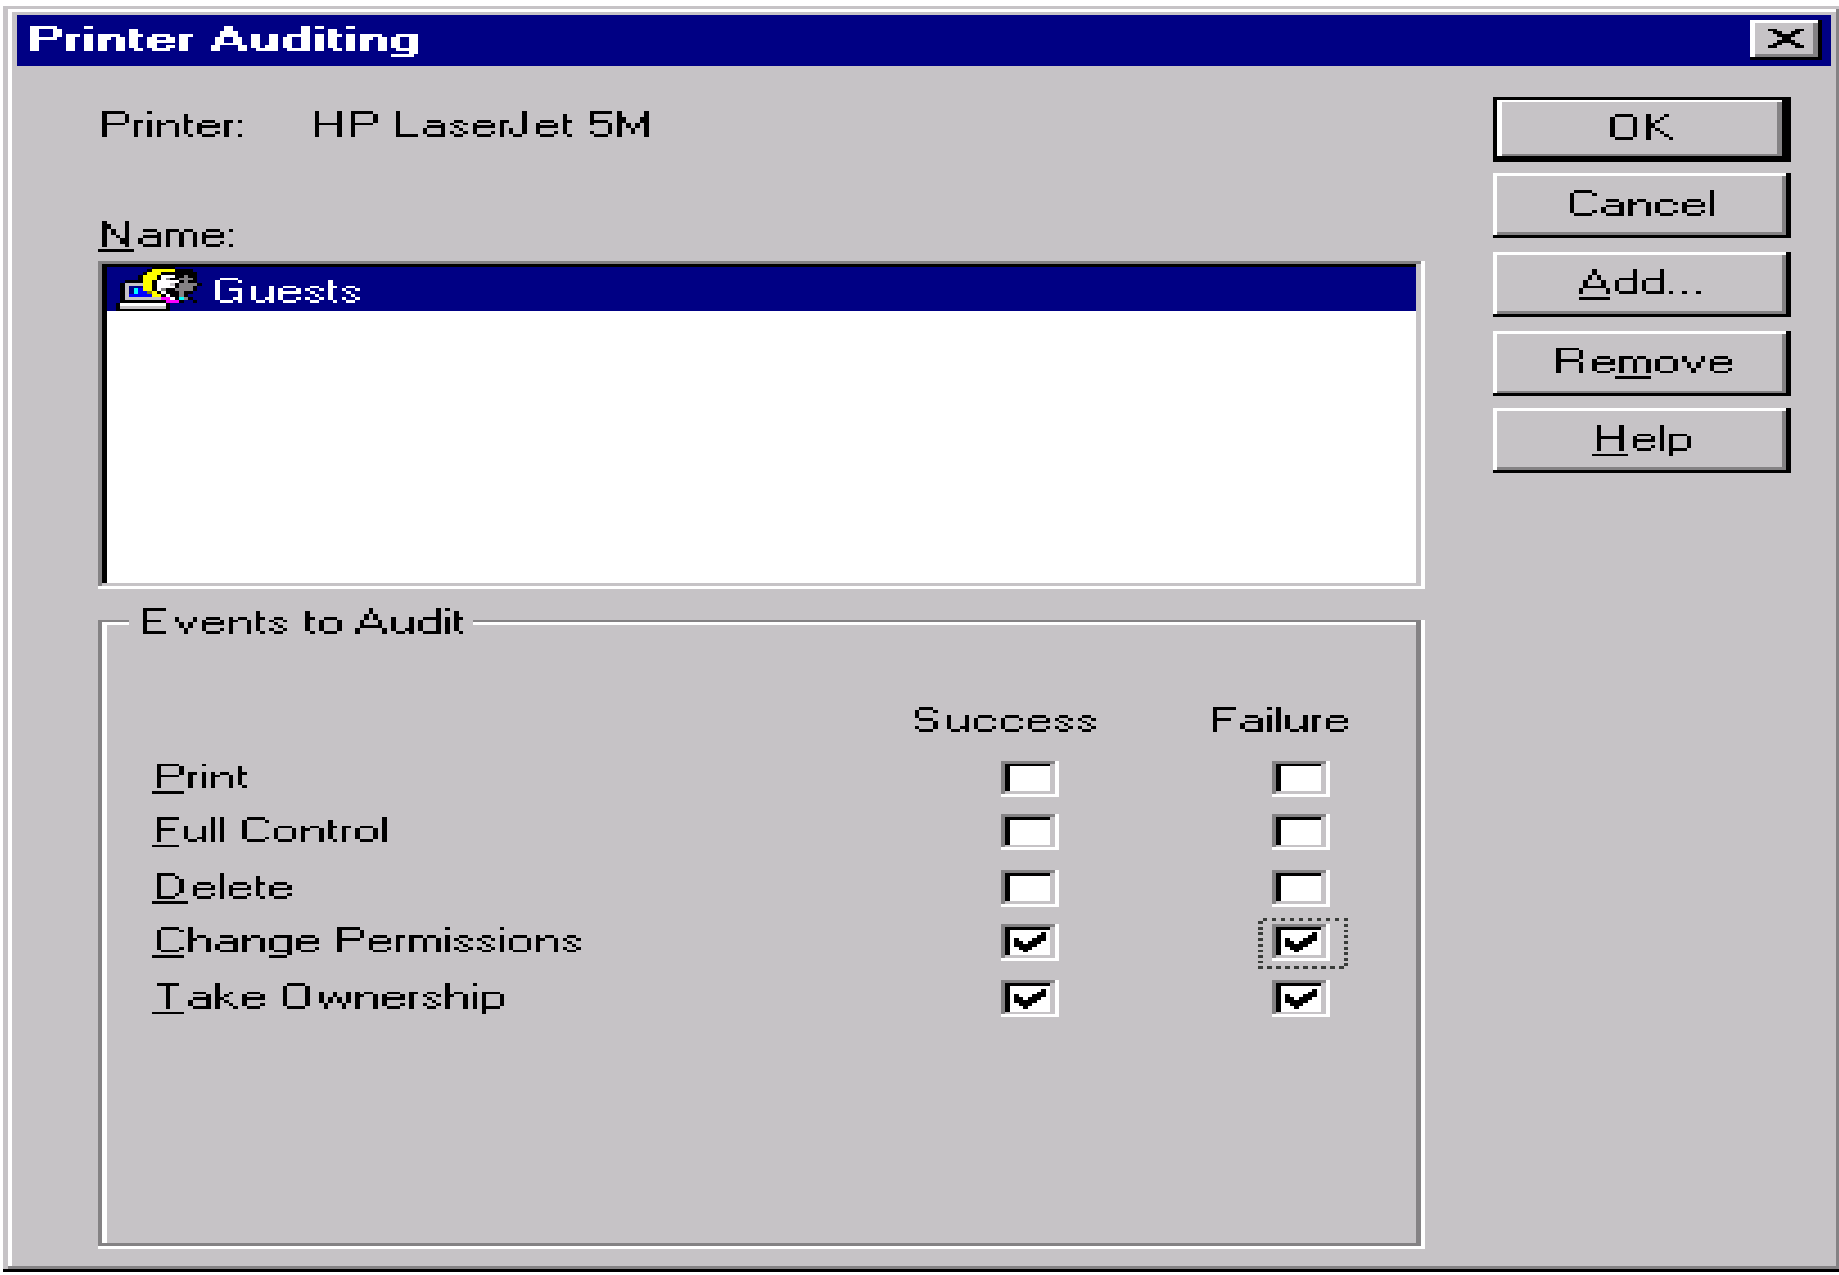 Printer Auditing
Printer: HP LaserJet 5M
OK
Cancel
Name:
Add...
Guests
Remove
Help
Events to Audit
Success Failure
Print
Full Control
Delete
Change Permissions
Take Ownership